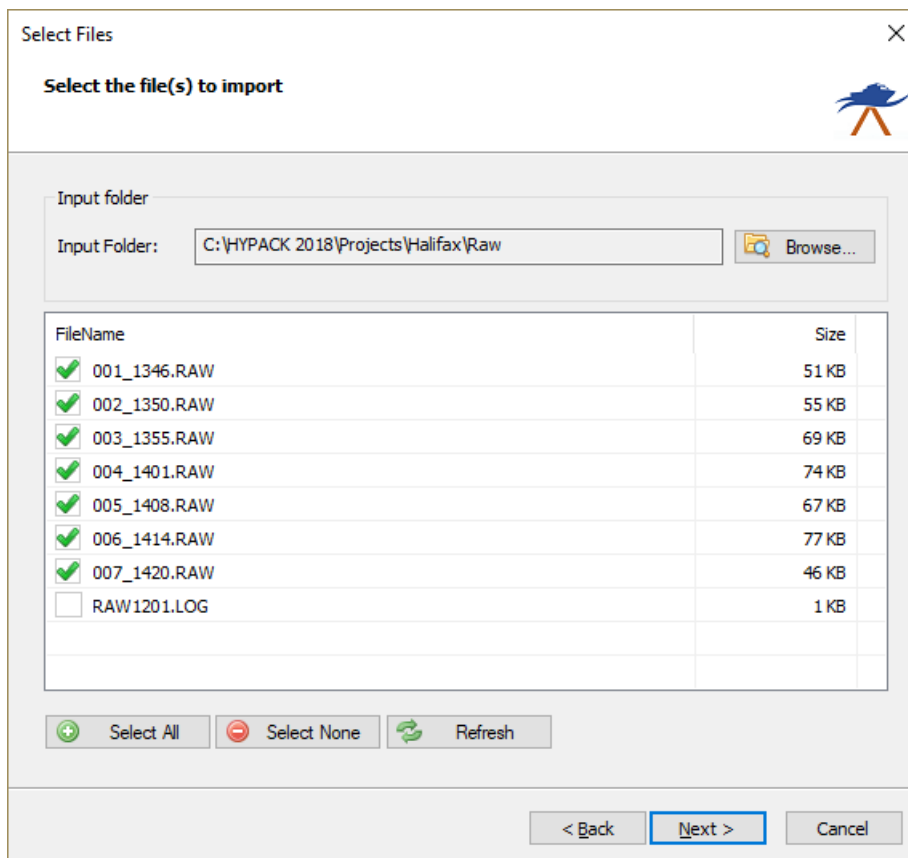 Select Files
Select the file(s) to import
Input folder
Input Folder: C:\HYPACK 2018\Projects\Halifax\Raw Browse...
FileName Size
001_1346.RAW 51 KB
002_1350.RAW 55 KB
003_1355.RAW 69 KB
004_1401.RAW 74 KB
005_1408.RAW 67 KB
006_1414.RAW 77 KB
007_1420.RAW 46 KB
RAW1201.LOG 1 KB
Select All Select None Refresh
< Back Next > Cancel